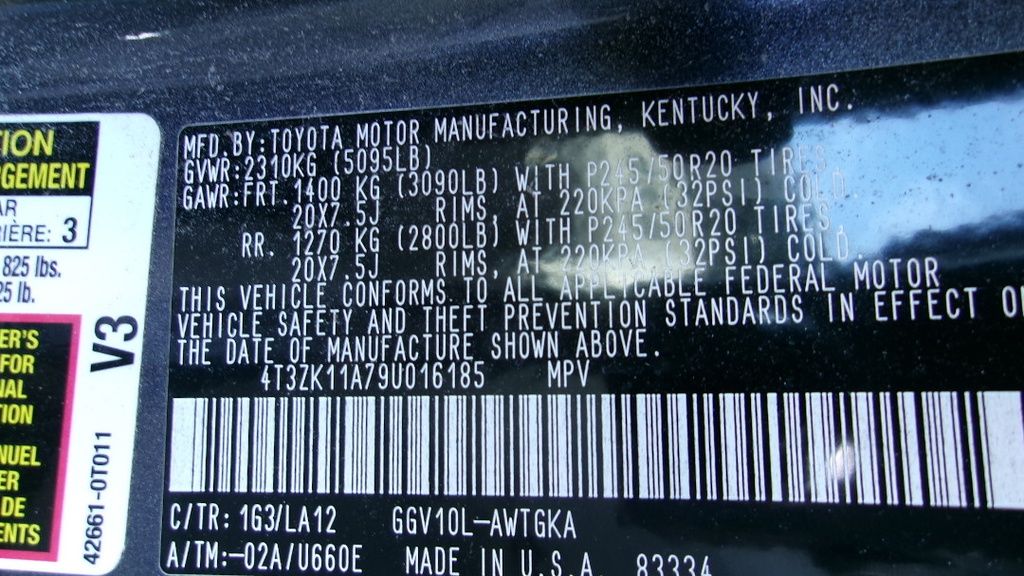 TION
RGEMENT
AR
RIÈRE: 3
825 lbs.
25 lb.
V3
ER'S
FOR
NAL
TION
NUEL
ER
DE
ENTS
42661-0T011
MFD. BY: TOYOTA MOTOR MANUFACTURING, KENTUCKY, INC.
GVWR: 2310KG (5095LB)
GAWR: FRT. 1400 KG (3090LB) WITH P245/50R20 TIRES,
20X7.5J RIMS, AT 220KPA (32PSI) COLD.
RR. 1270 KG (2800LB) WITH P245/50R20 TIRES,
20X7.5J RIMS, AT 220KPA (32PSI) COLD.
THIS VEHICLE CONFORMS TO ALL APPLICABLE FEDERAL MOTOR
VEHICLE SAFETY AND THEFT PREVENTION STANDARDS IN EFFECT O
THE DATE OF MANUFACTURE SHOWN ABOVE.
4T3ZK11A79U016185 MPV
C/TR: 1G3/LA12 GGV10L-AWTGKA
A/TM:-02A/U660E MADE IN U.S.A. 83334